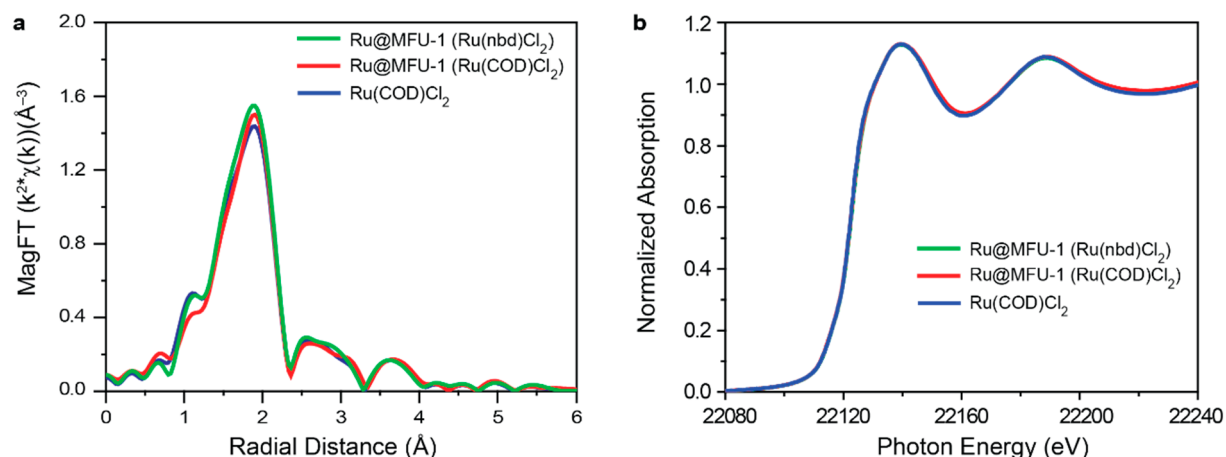 a
MagFT (k²*χ(k))(Å⁻³)
2.0
1.6
1.2
0.8
0.4
0.0
Ru@MFU-1 (Ru(nbd)Cl₂)
Ru@MFU-1 (Ru(COD)Cl₂)
Ru(COD)Cl₂
0 1 2 3 4 5 6
Radial Distance (Å)
b
Normalized Absorption
1.2
1.0
0.8
0.6
0.4
0.2
0.0
Ru@MFU-1 (Ru(nbd)Cl₂)
Ru@MFU-1 (Ru(COD)Cl₂)
Ru(COD)Cl₂
22080 22120 22160 22200 22240
Photon Energy (eV)